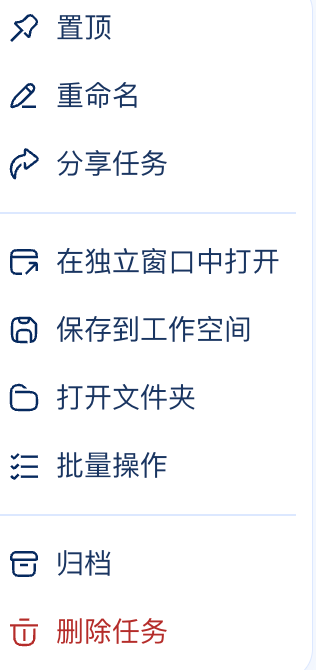 置顶
重命名
分享任务
在独立窗口中打开
保存到工作空间
打开文件夹
批量操作
归档
删除任务